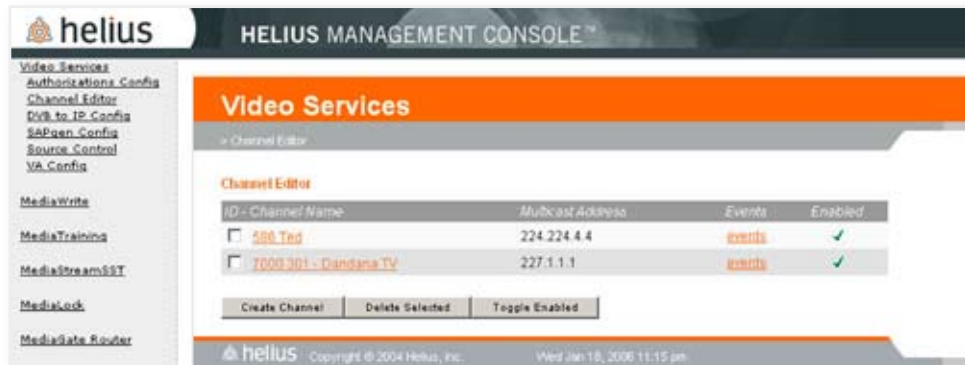 helius
HELIUS MANAGEMENT CONSOLE™
Video Services
Authorizations Config
Channel Editor
DVB to IP Config
SAPgen Config
Source Control
VA Config
MediaWrite
MediaTraining
MediaStreamSST
MediaLock
MediaGate Router
Video Services
> Channel Editor
Channel Editor
ID - Channel Name Multicast Address Events Enabled
586 Ted 224.224.4.4 events
7000 301 - Dandana TV 227.1.1.1 events
Create Channel Delete Selected Toggle Enabled
helius Copyright © 2004 Helius, Inc. Wed Jan 18, 2006 11:15 pm